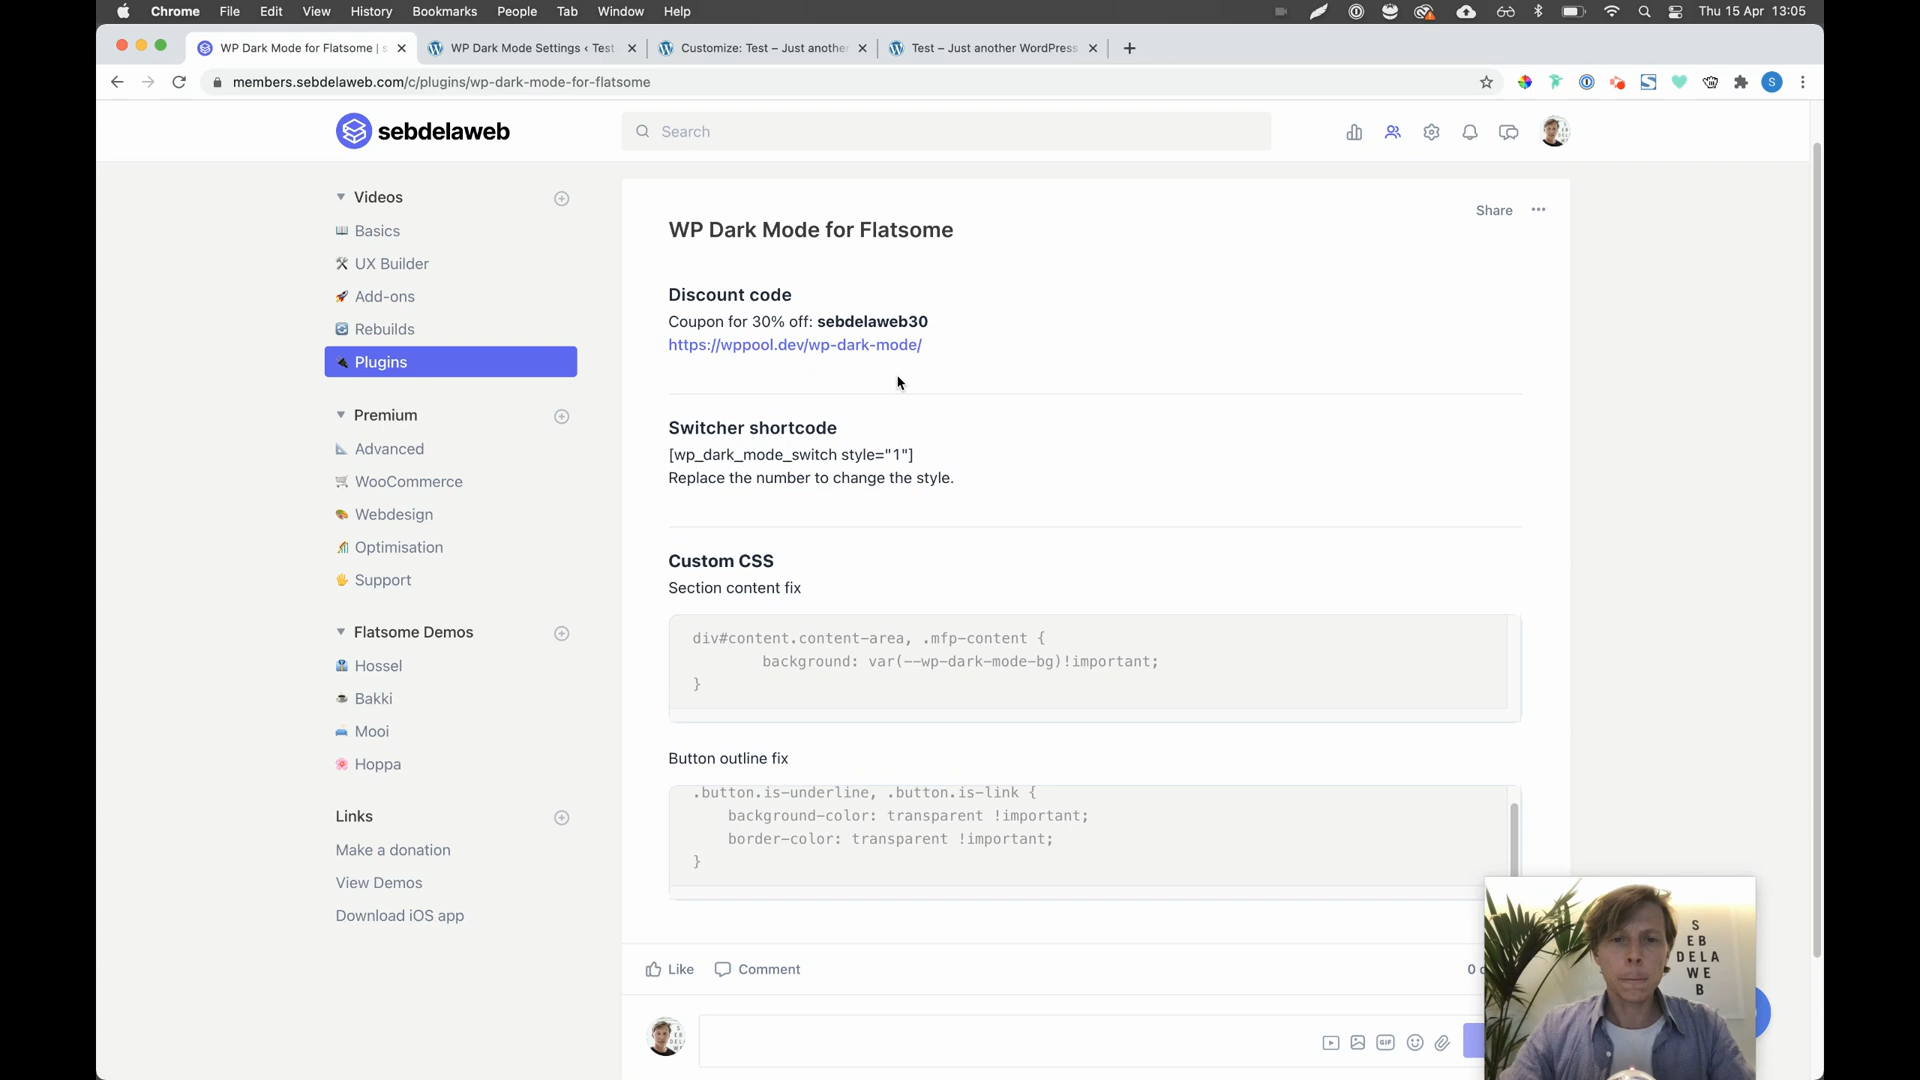 Chrome File Edit View History Bookmarks People Tab Window Help Thu 15 Apr 13:05
WP Dark Mode for Flatsome | s WP Dark Mode Settings ‹ Test Customize: Test – Just another Test – Just another WordPress
members.sebdelaweb.com/c/plugins/wp-dark-mode-for-flatsome S
sebdelaweb
Search
Videos
Basics
UX Builder
Add-ons
Rebuilds
Plugins
Premium
Advanced
WooCommerce
Webdesign
Optimisation
Support
Flatsome Demos
Hossel
Bakki
Mooi
Hoppa
Links
Make a donation
View Demos
Download iOS app
Share
WP Dark Mode for Flatsome
Discount code
Coupon for 30% off: sebdelaweb30
https://wppool.dev/wp-dark-mode/
Switcher shortcode
[wp_dark_mode_switch style="1"]
Replace the number to change the style.
Custom CSS
Section content fix
div#content.content-area, .mfp-content {
background: var(--wp-dark-mode-bg)!important;
}
Button outline fix
.button.is-underline, .button.is-link {
background-color: transparent !important;
border-color: transparent !important;
}
Like Comment 0
GIF
S
EB
DELA
WE
B